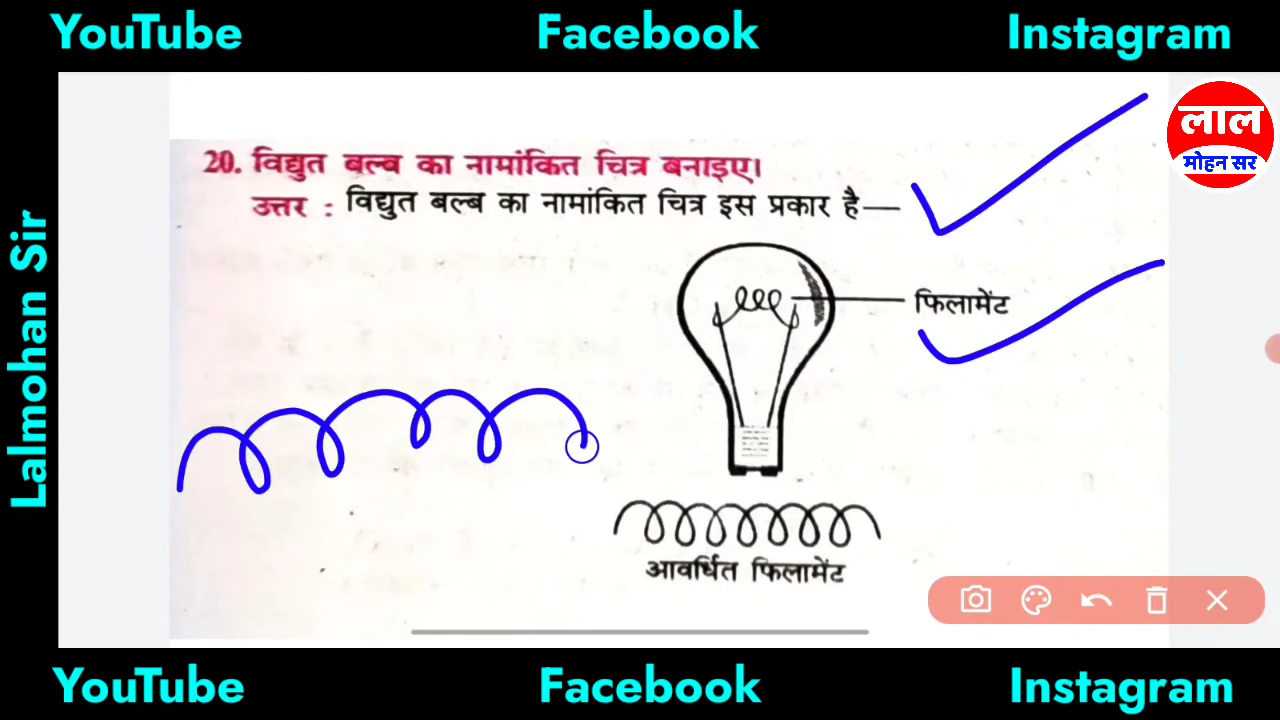 YouTube Facebook Instagram
लाल
मोहन सर
Lalmohan Sir
20. विद्युत बल्ब का नामांकित चित्र बनाइए।
उत्तर : विद्युत बल्ब का नामांकित चित्र इस प्रकार है—
फिलामेंट
आवर्धित फिलामेंट
YouTube Facebook Instagram